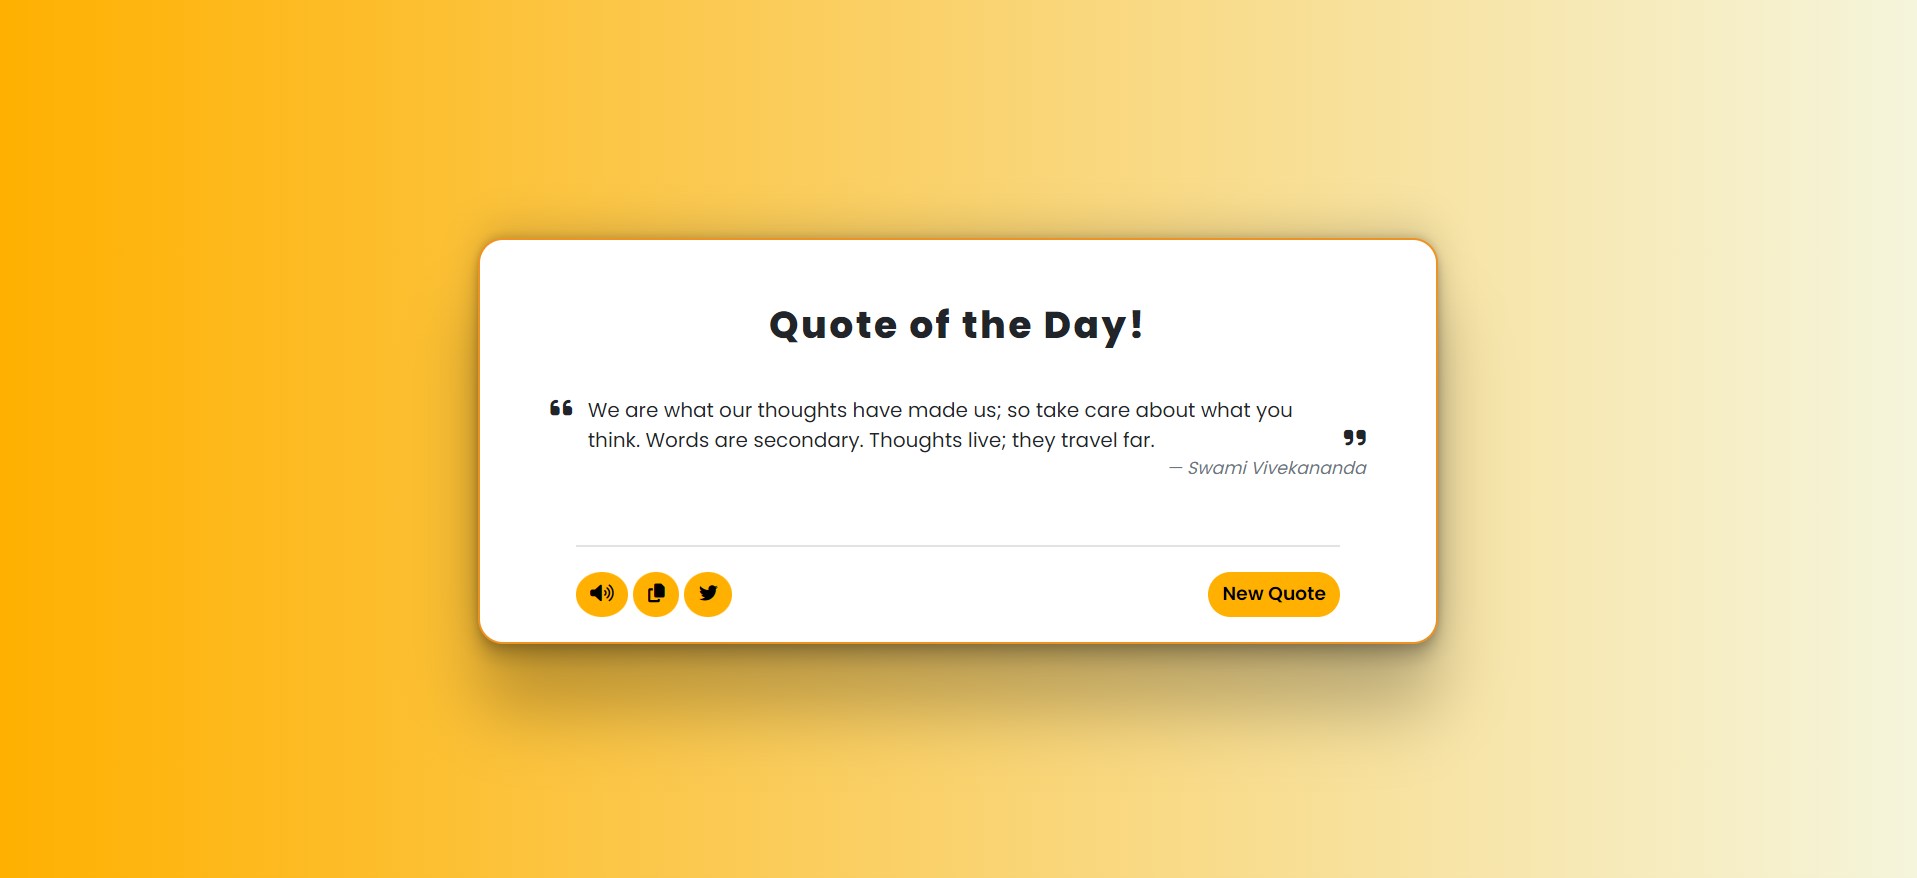 Quote of the Day!
“ We are what our thoughts have made us; so take care about what you
think. Words are secondary. Thoughts live; they travel far. ”
— Swami Vivekananda
New Quote